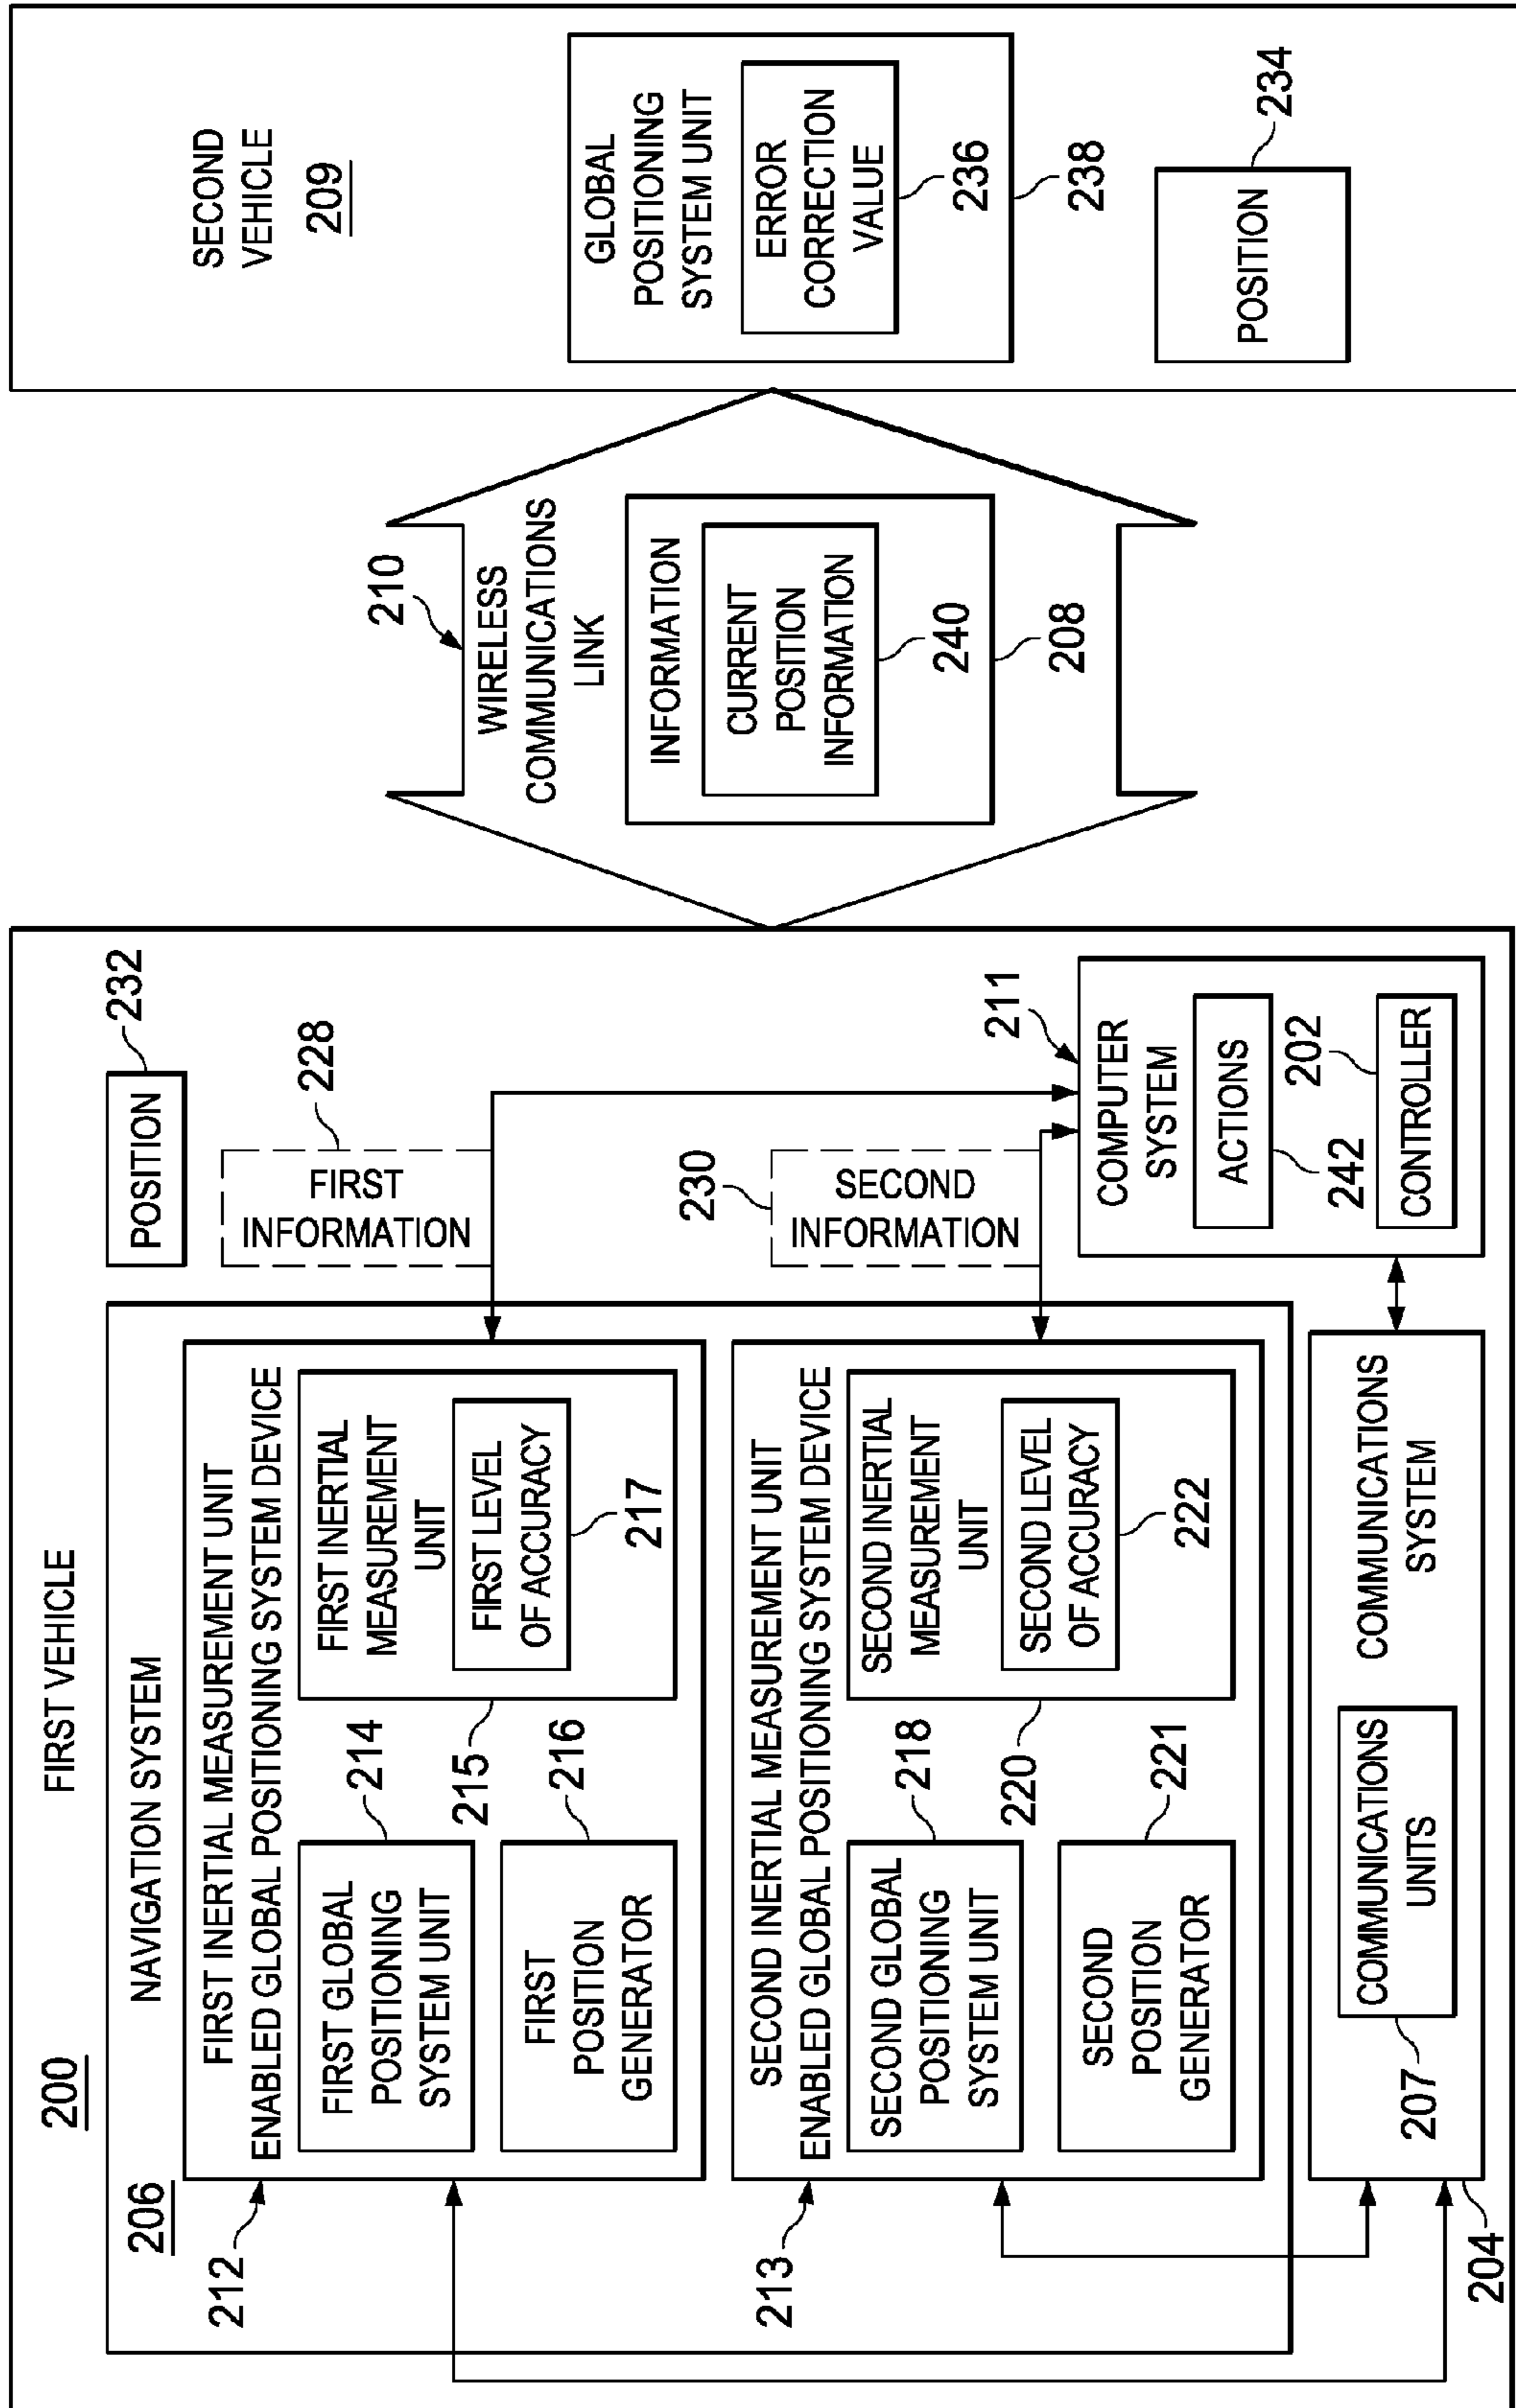 FIRST VEHICLE
200
NAVIGATION SYSTEM
206
FIRST INERTIAL MEASUREMENT UNIT
ENABLED GLOBAL POSITIONING SYSTEM DEVICE
212
FIRST GLOBAL
POSITIONING
SYSTEM UNIT
214
FIRST
POSITION
GENERATOR
216
FIRST INERTIAL
MEASUREMENT
UNIT
215
FIRST LEVEL
OF ACCURACY
217
SECOND INERTIAL MEASUREMENT UNIT
ENABLED GLOBAL POSITIONING SYSTEM DEVICE
213
SECOND GLOBAL
POSITIONING
SYSTEM UNIT
218
SECOND
POSITION
GENERATOR
221
SECOND INERTIAL
MEASUREMENT
UNIT
220
SECOND LEVEL
OF ACCURACY
222
COMMUNICATIONS
SYSTEM
COMMUNICATIONS
UNITS
207
204
POSITION
232
FIRST
INFORMATION
228
SECOND
INFORMATION
230
COMPUTER
SYSTEM
211
ACTIONS
242
CONTROLLER
202
210
WIRELESS
COMMUNICATIONS
LINK
INFORMATION
CURRENT
POSITION
INFORMATION
240
208
SECOND
VEHICLE
209
GLOBAL
POSITIONING
SYSTEM UNIT
ERROR
CORRECTION
VALUE
236
238
POSITION
234